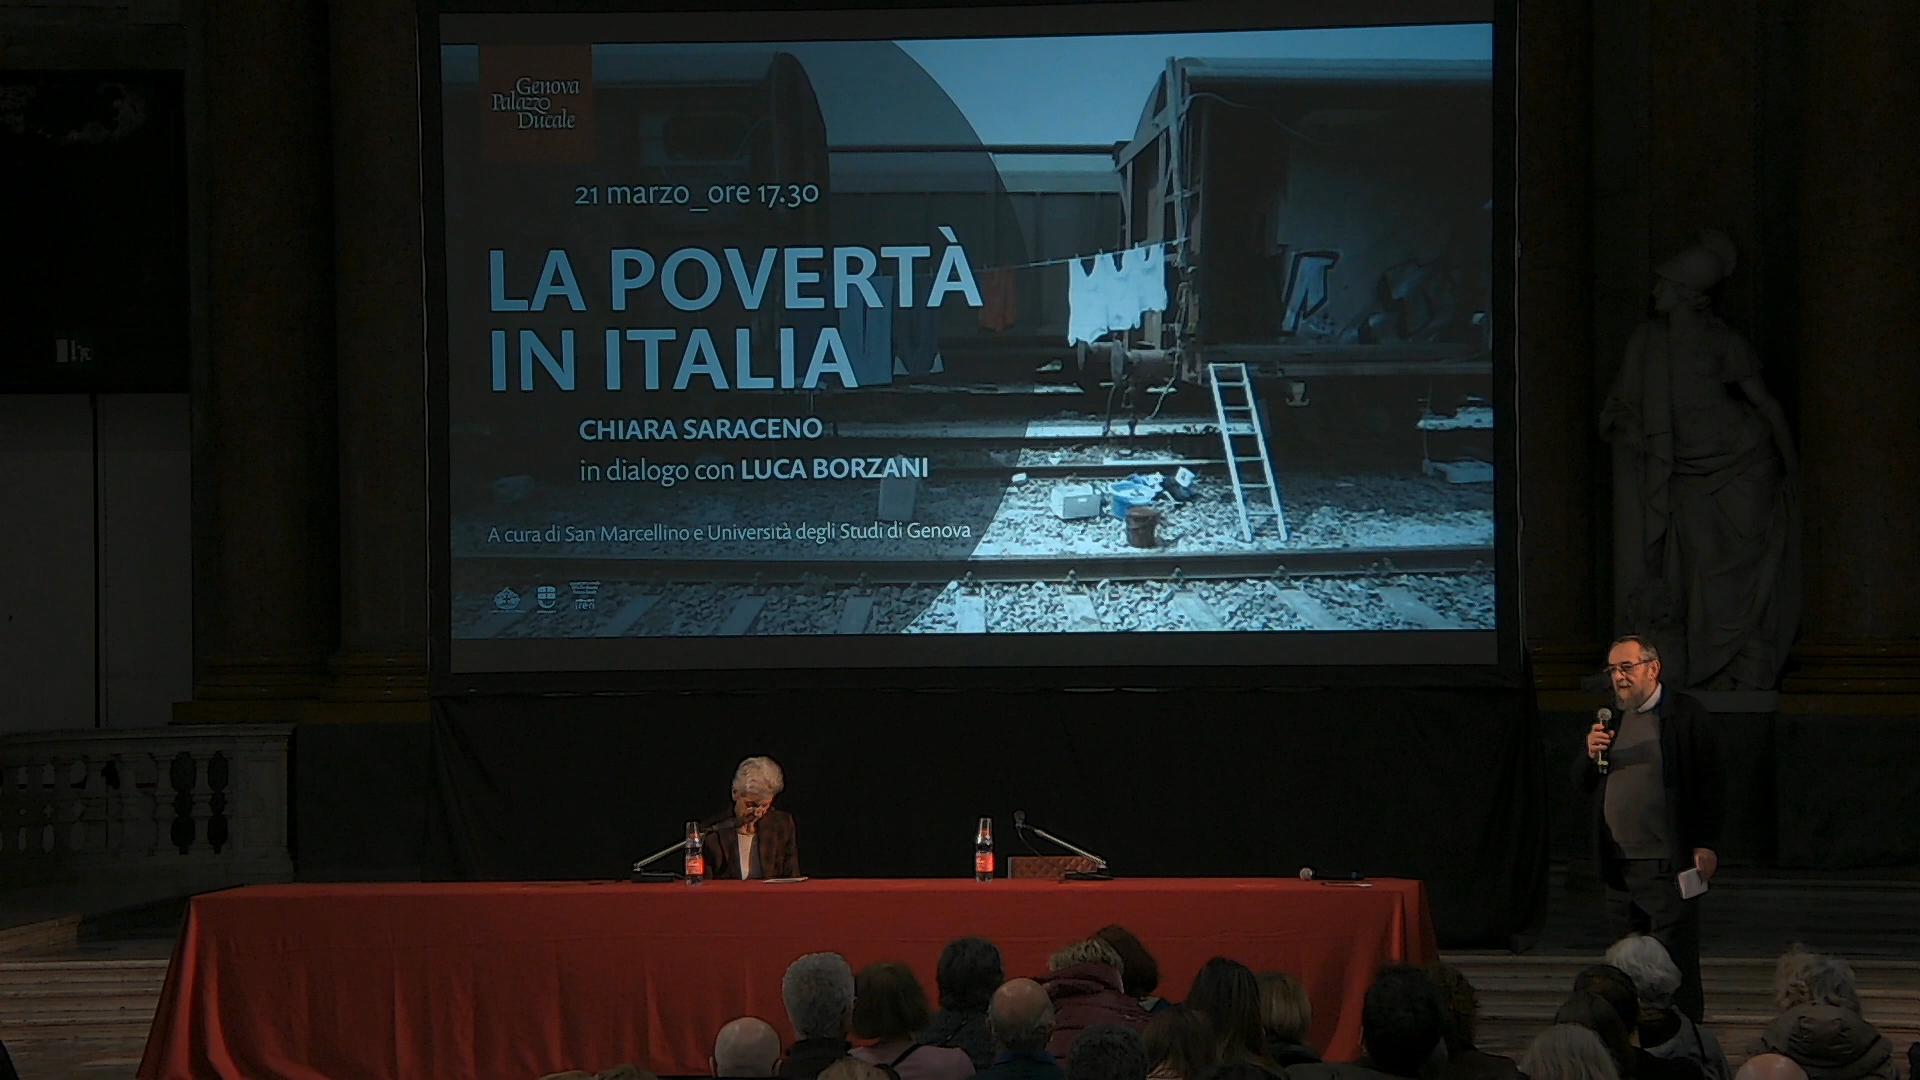 Genova
Palazzo
Ducale
21 marzo_ore 17.30
LA POVERTÀ
IN ITALIA
CHIARA SARACENO
in dialogo con LUCA BORZANI
A cura di San Marcellino e Università degli Studi di Genova
iren